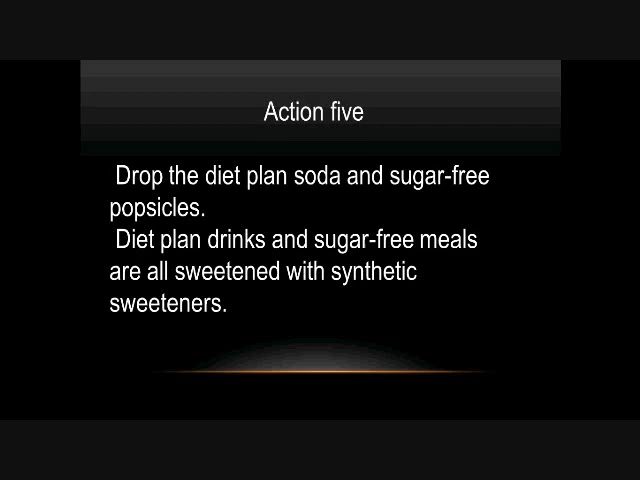 Action five
Drop the diet plan soda and sugar-free
popsicles.
Diet plan drinks and sugar-free meals
are all sweetened with synthetic
sweeteners.